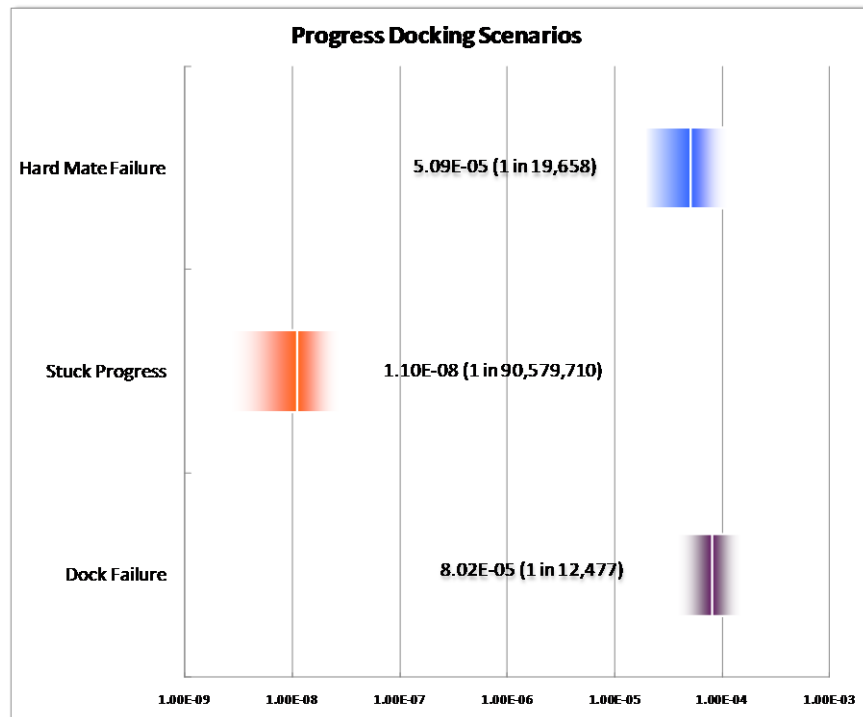 Progress Docking Scenarios
Hard Mate Failure
5.09E-05 (1 in 19,658)
Stuck Progress
1.10E-08 (1 in 90,579,710)
Dock Failure
8.02E-05 (1 in 12,477)
1.00E-09 1.00E-08 1.00E-07 1.00E-06 1.00E-05 1.00E-04 1.00E-03